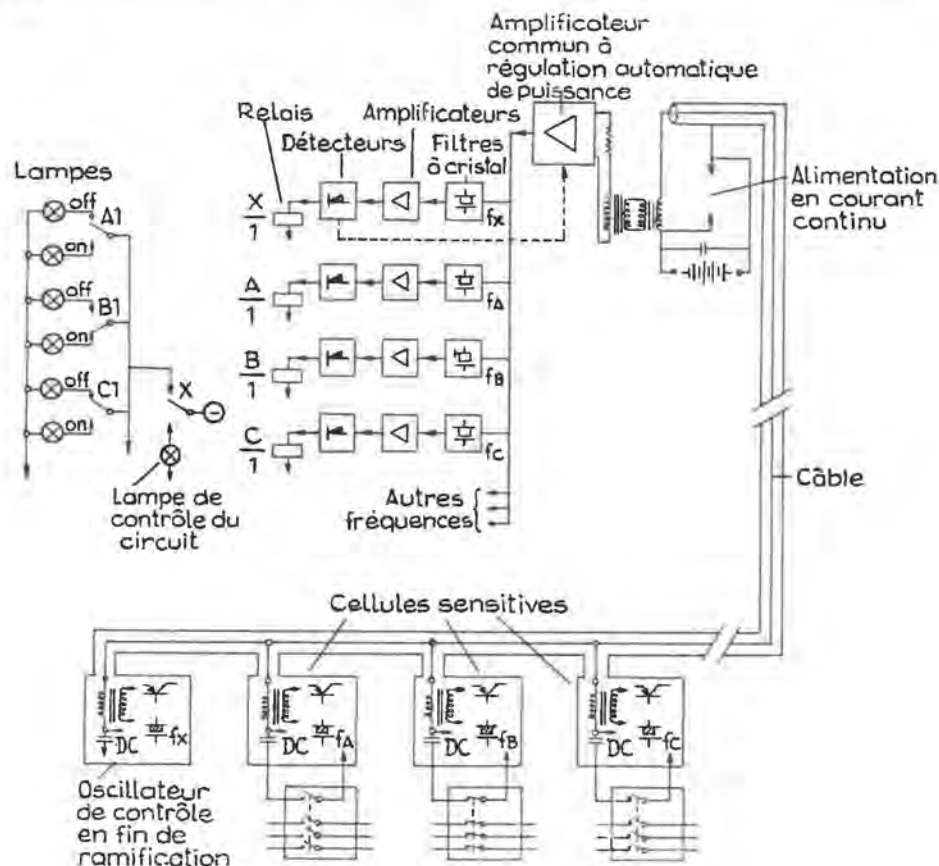 Amplificateur
commun à
régulation automatique
de puissance
Relais
Amplificateurs
Détecteurs
Filtres
à cristal
Lampes
Alimentation
en courant
continu
off
A1
on
off
B1
on
off
C1
on
X
X
1
fx
A
1
fA
B
1
fB
C
1
fC
Lampe de
contrôle du
circuit
Autres
fréquences
Câble
Cellules sensitives
DC
fx
DC
fA
DC
fB
DC
fC
Oscillateur
de contrôle
en fin de
ramification